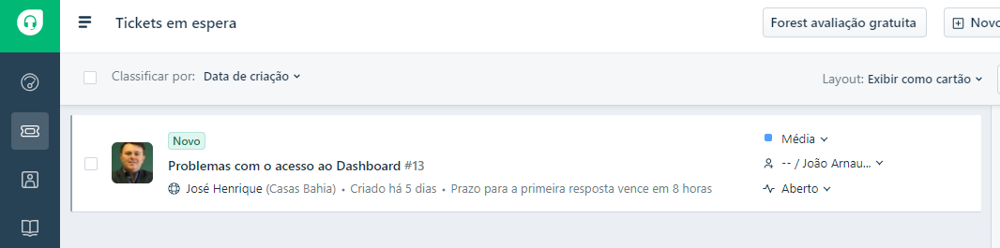 Tickets em espera
Forest avaliação gratuita
Novo
Classificar por: Data de criação
Layout: Exibir como cartão
Novo
Problemas com o acesso ao Dashboard #13
José Henrique (Casas Bahia) • Criado há 5 dias • Prazo para a primeira resposta vence em 8 horas
Média
-- / João Arnau...
Aberto